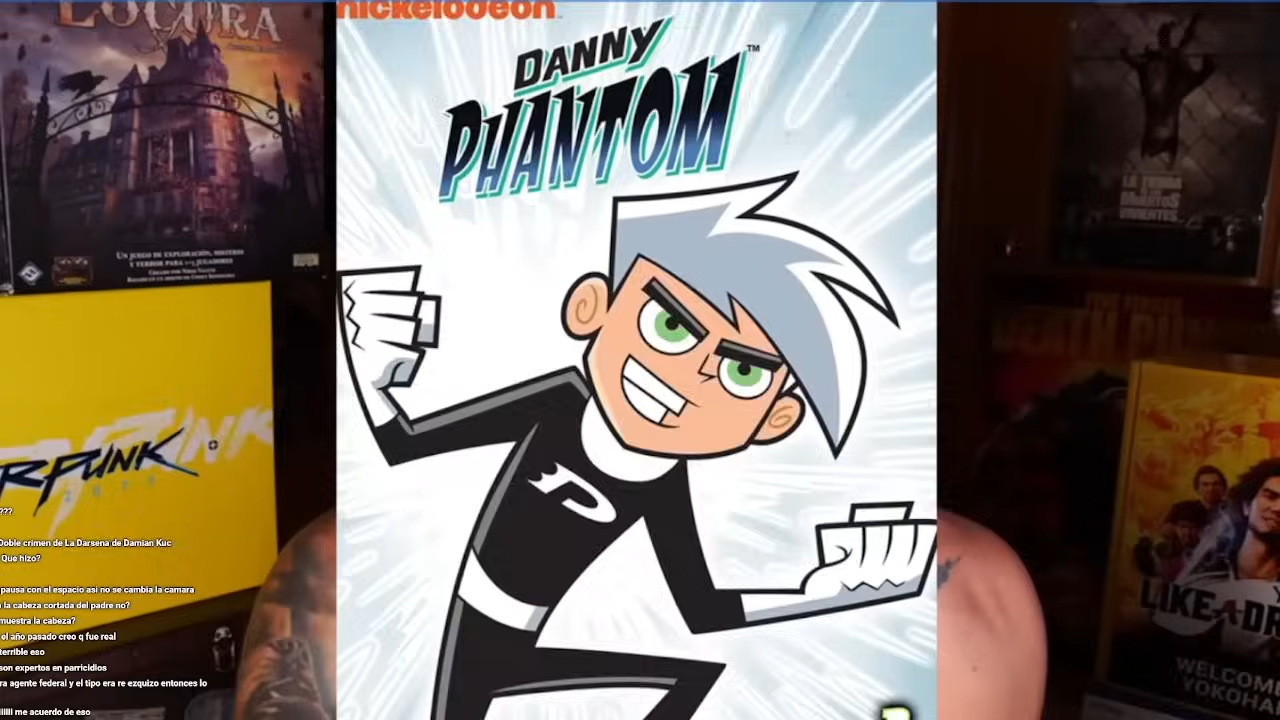 LOCURA
UN JUEGO DE EXPLORACIÓN, MISTERIO
Y TERROR PARA 1-5 JUGADORES
nickelodeon
DANNY
PHANTOM
™
RPUNK
2077
???
Doble crimen de La Darsena de Damian Kuc
Que hizo?
pausa con el espacio asi no se cambia la camara
la cabeza cortada del padre no?
muestra la cabeza?
el año pasado creo q fue real
terrible eso
son expertos en parricidios
ra agente federal y el tipo era re ezquizo entonces lo
me acuerdo de eso
LIKE A DR
WELCOM
YOKOHA